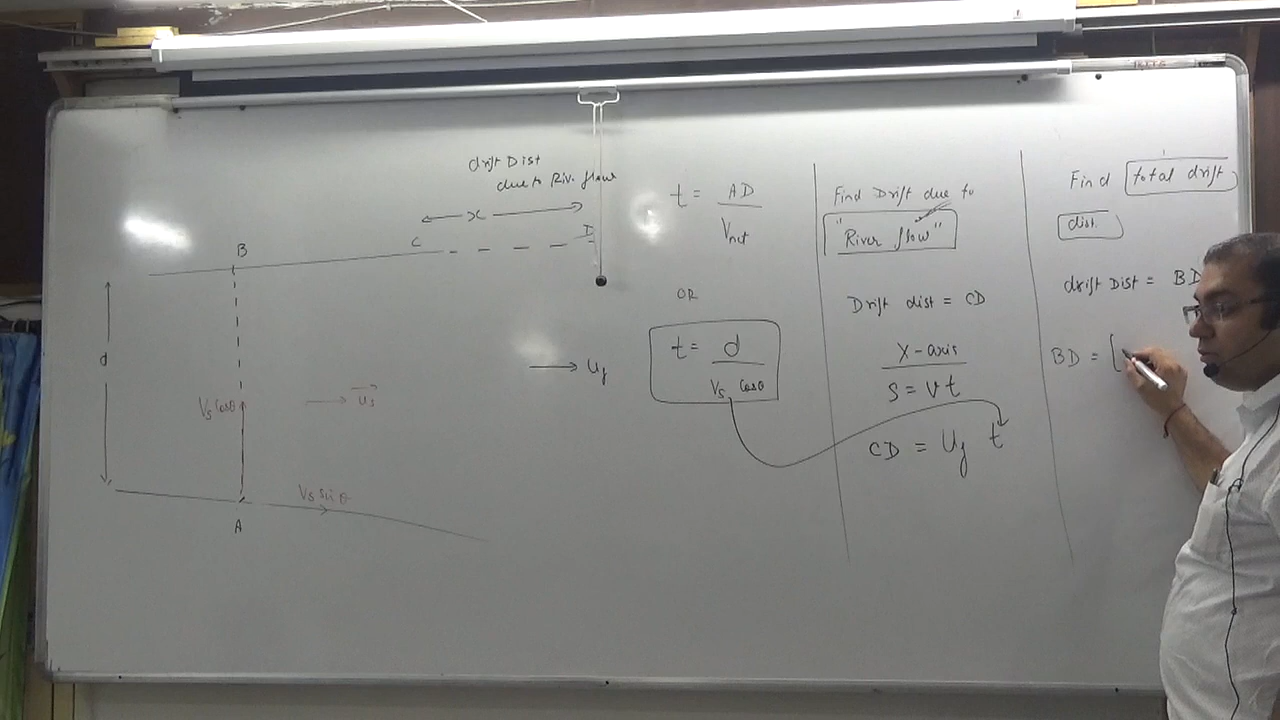 drift Dist
due to Riv. flow
x
B
C
D
d
Vs Cosθ
us
Vs sinθ
A
uf
t = AD
Vnet
OR
t = d
Vs Cosθ
Find Drift due to
"River flow"
Drift dist = CD
X-axis
S = vt
CD = Uf t
Find total drift
dist.
drift Dist = BD
BD = [